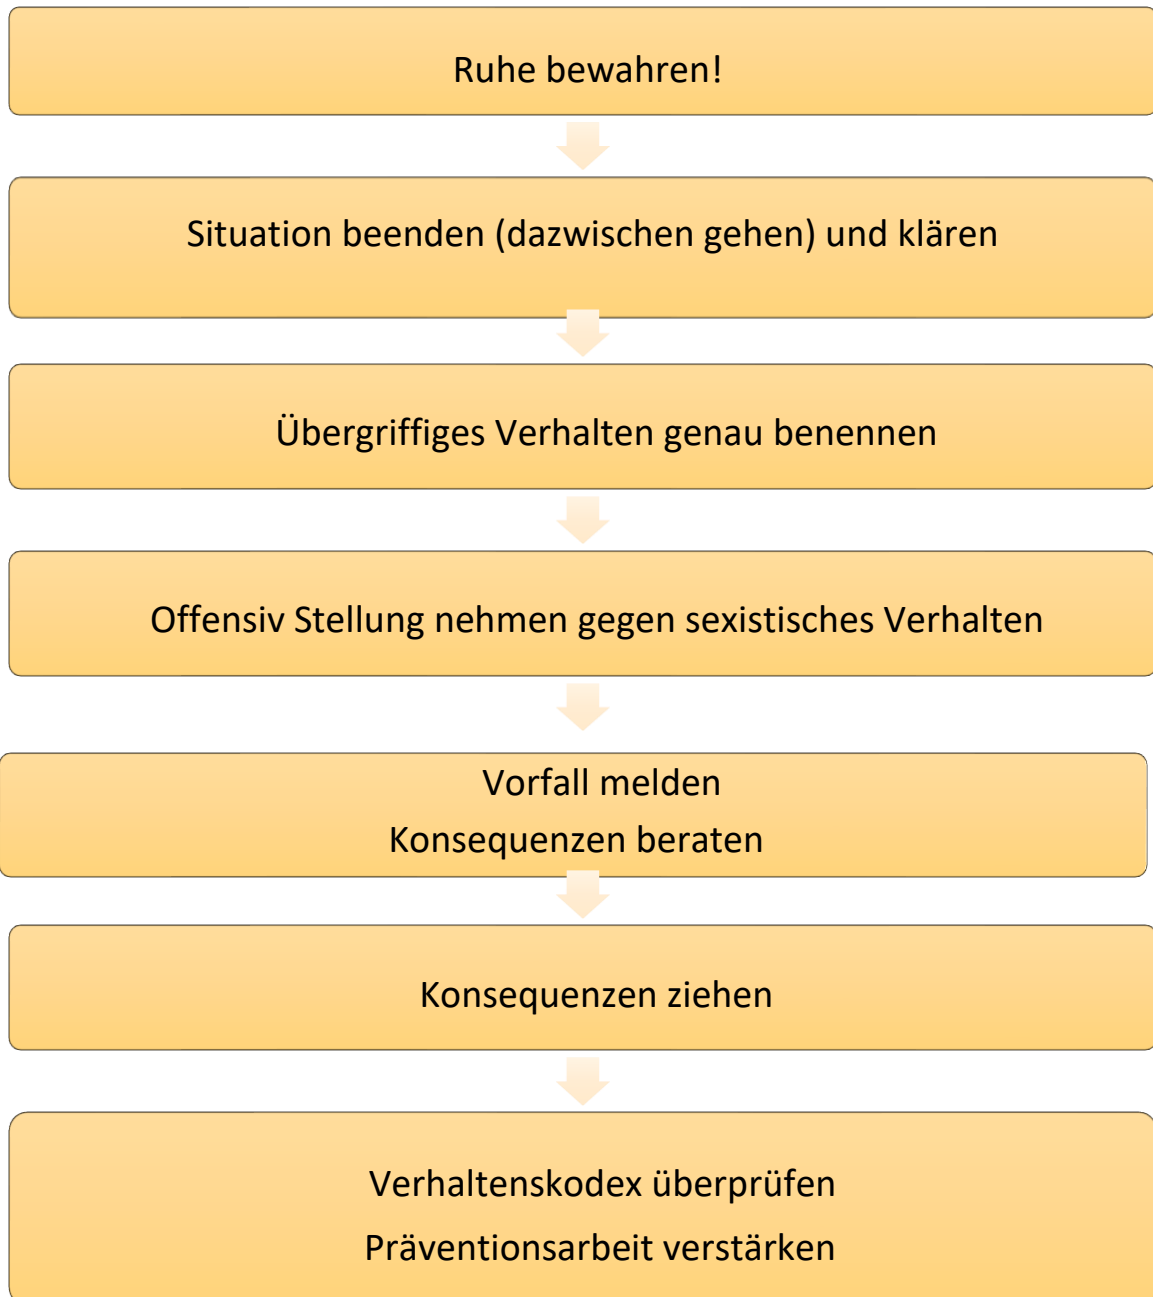 Ruhe bewahren!
Situation beenden (dazwischen gehen) und klären
Übergriffiges Verhalten genau benennen
Offensiv Stellung nehmen gegen sexistisches Verhalten
Vorfall melden
Konsequenzen beraten
Konsequenzen ziehen
Verhaltenskodex überprüfen
Präventionsarbeit verstärken